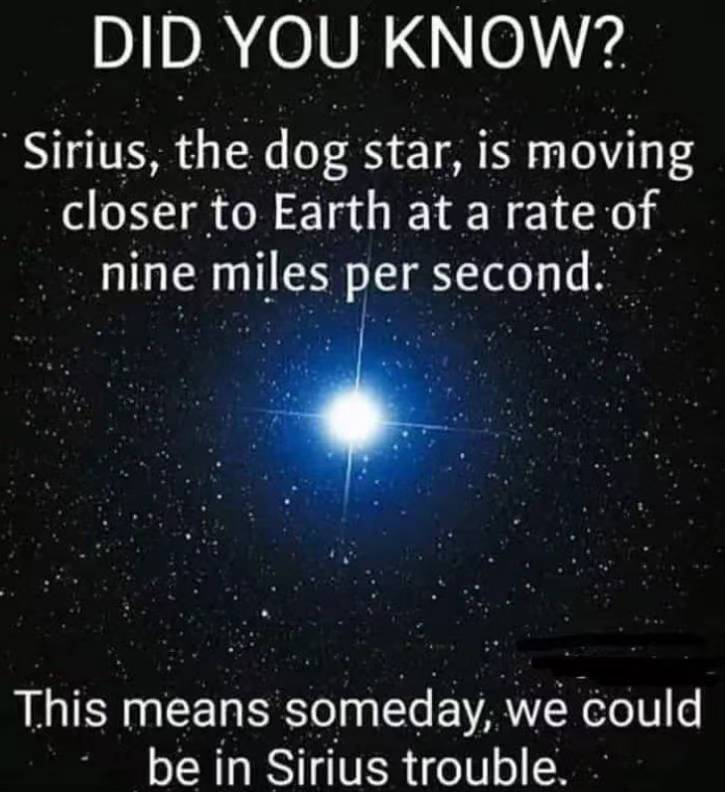 DID YOU KNOW?
Sirius, the dog star, is moving
closer to Earth at a rate of
nine miles per second.
This means someday, we could
be in Sirius trouble.